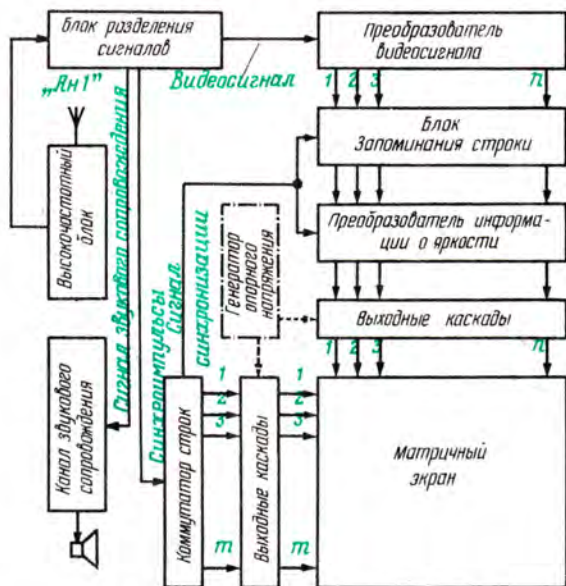 Блок разделения
сигналов
Преобразователь
видеосигнала
Видеосигнал
1 2 3 n
„Ян 1”
Высокочастотный
блок
Сигнал звукового сопровождения
Синхроимпульсы
Сигнал
синхронизации
Блок
Запоминания строки
Преобразователь информа-
ции о яркости
Генератор
опорного
напряжения
Выходные каскады
1 2 3 n
Канал звукового
сопровождения
Коммутатор строк
1
2
3
m
Выходные каскады
1
2
3
m
Матричный
экран